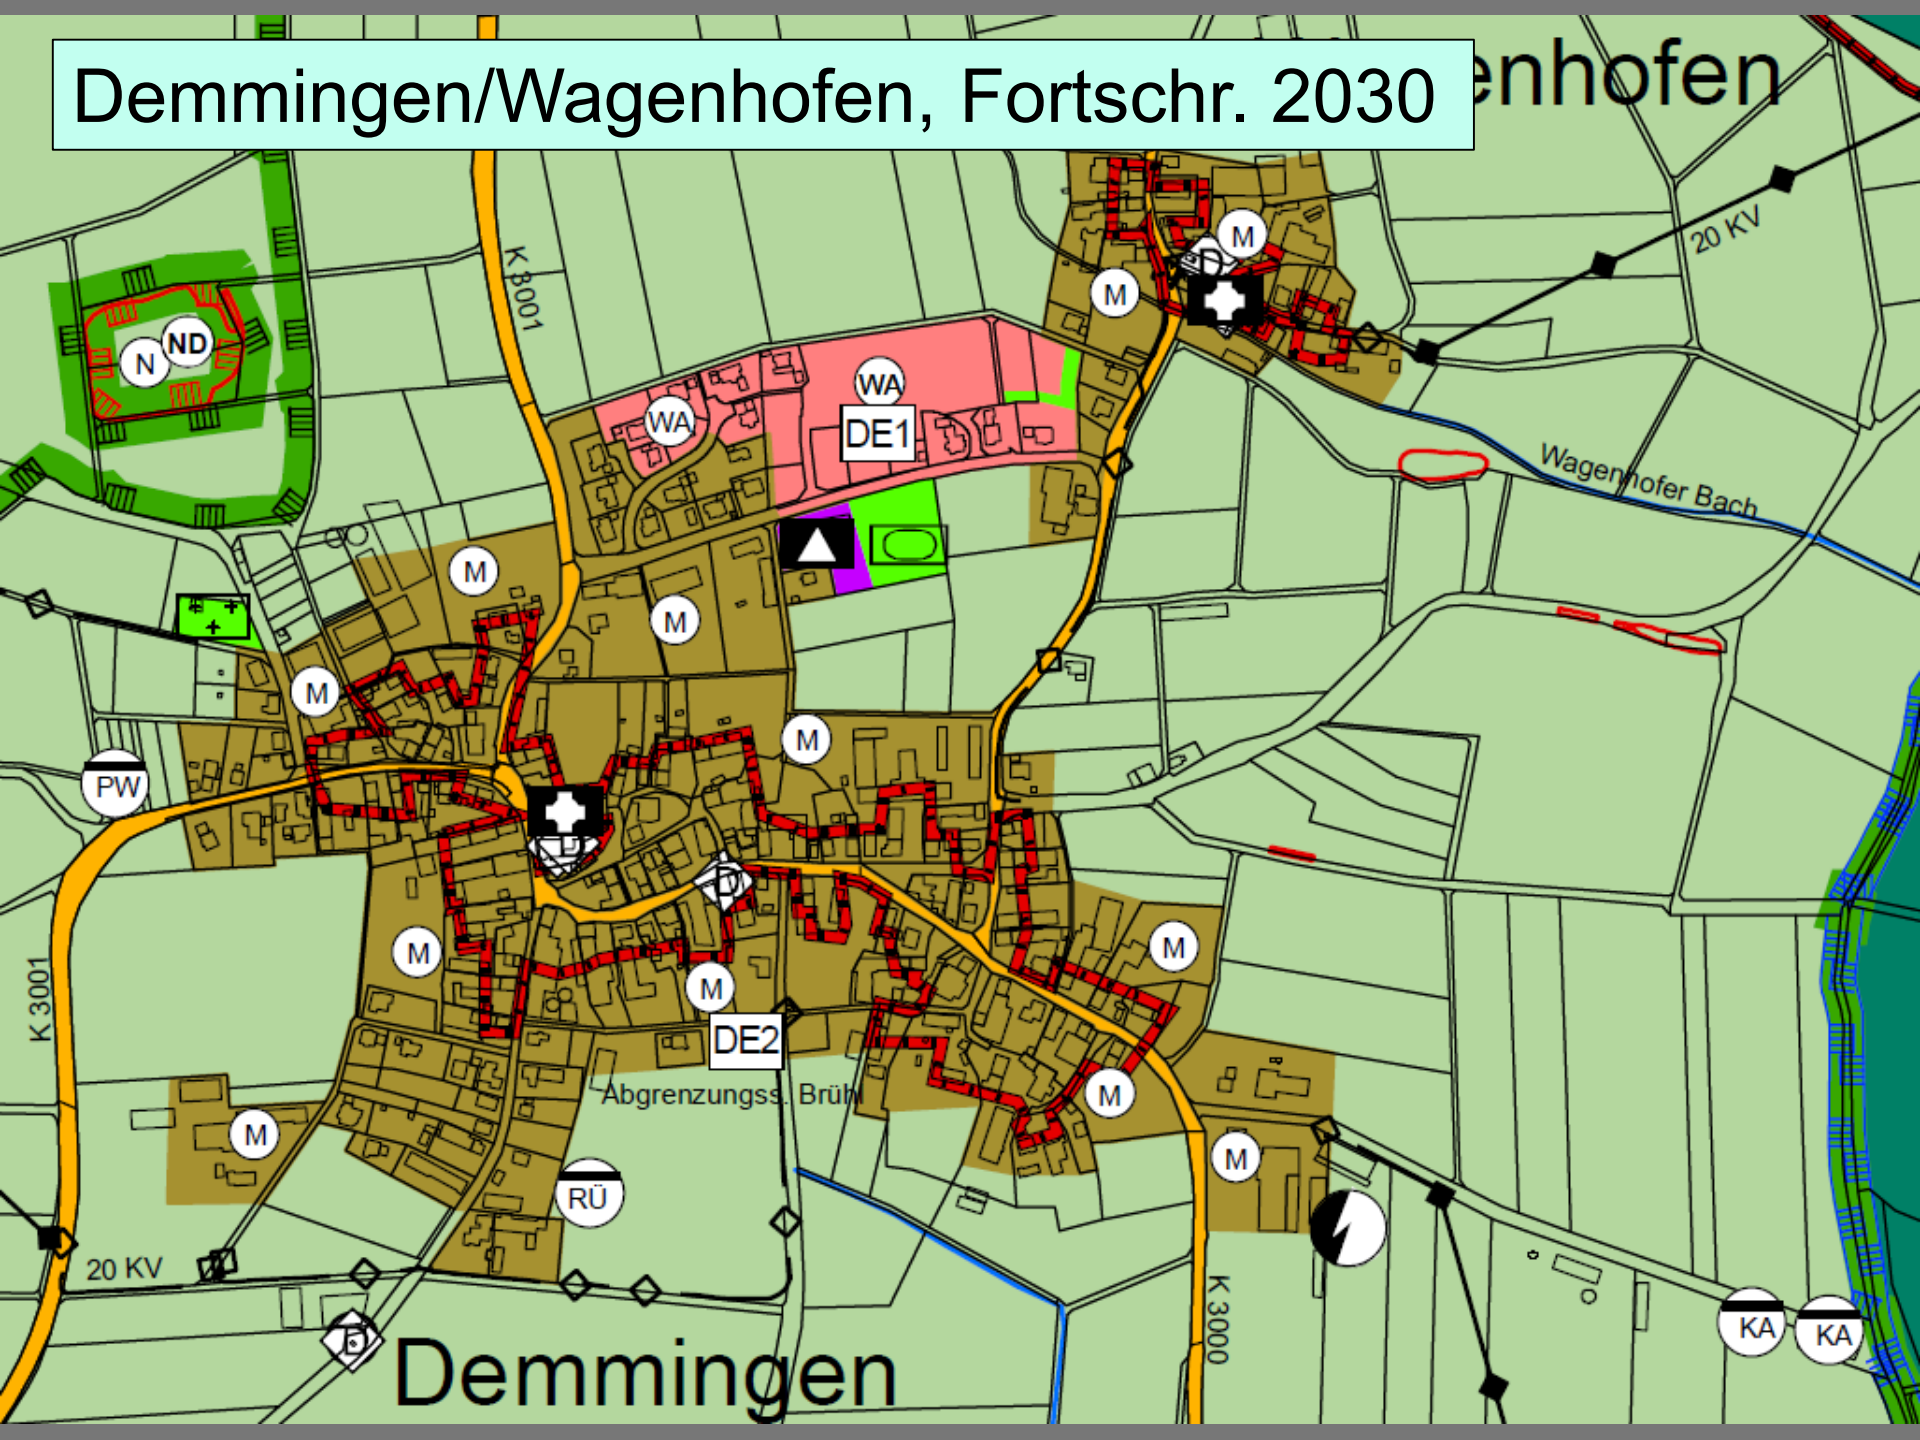 Demmingen/Wagenhofen, Fortschr. 2030
enhofen
20 KV
K 3001
M
D
M
N
ND
WA
WA
DE1
Wagenhofer Bach
M
M
M
M
PW
D
D
M
M
M
K 3001
DE2
Abgrenzungss. Brühl
M
M
M
RÜ
20 KV
K 3000
KA
KA
D
Demmingen